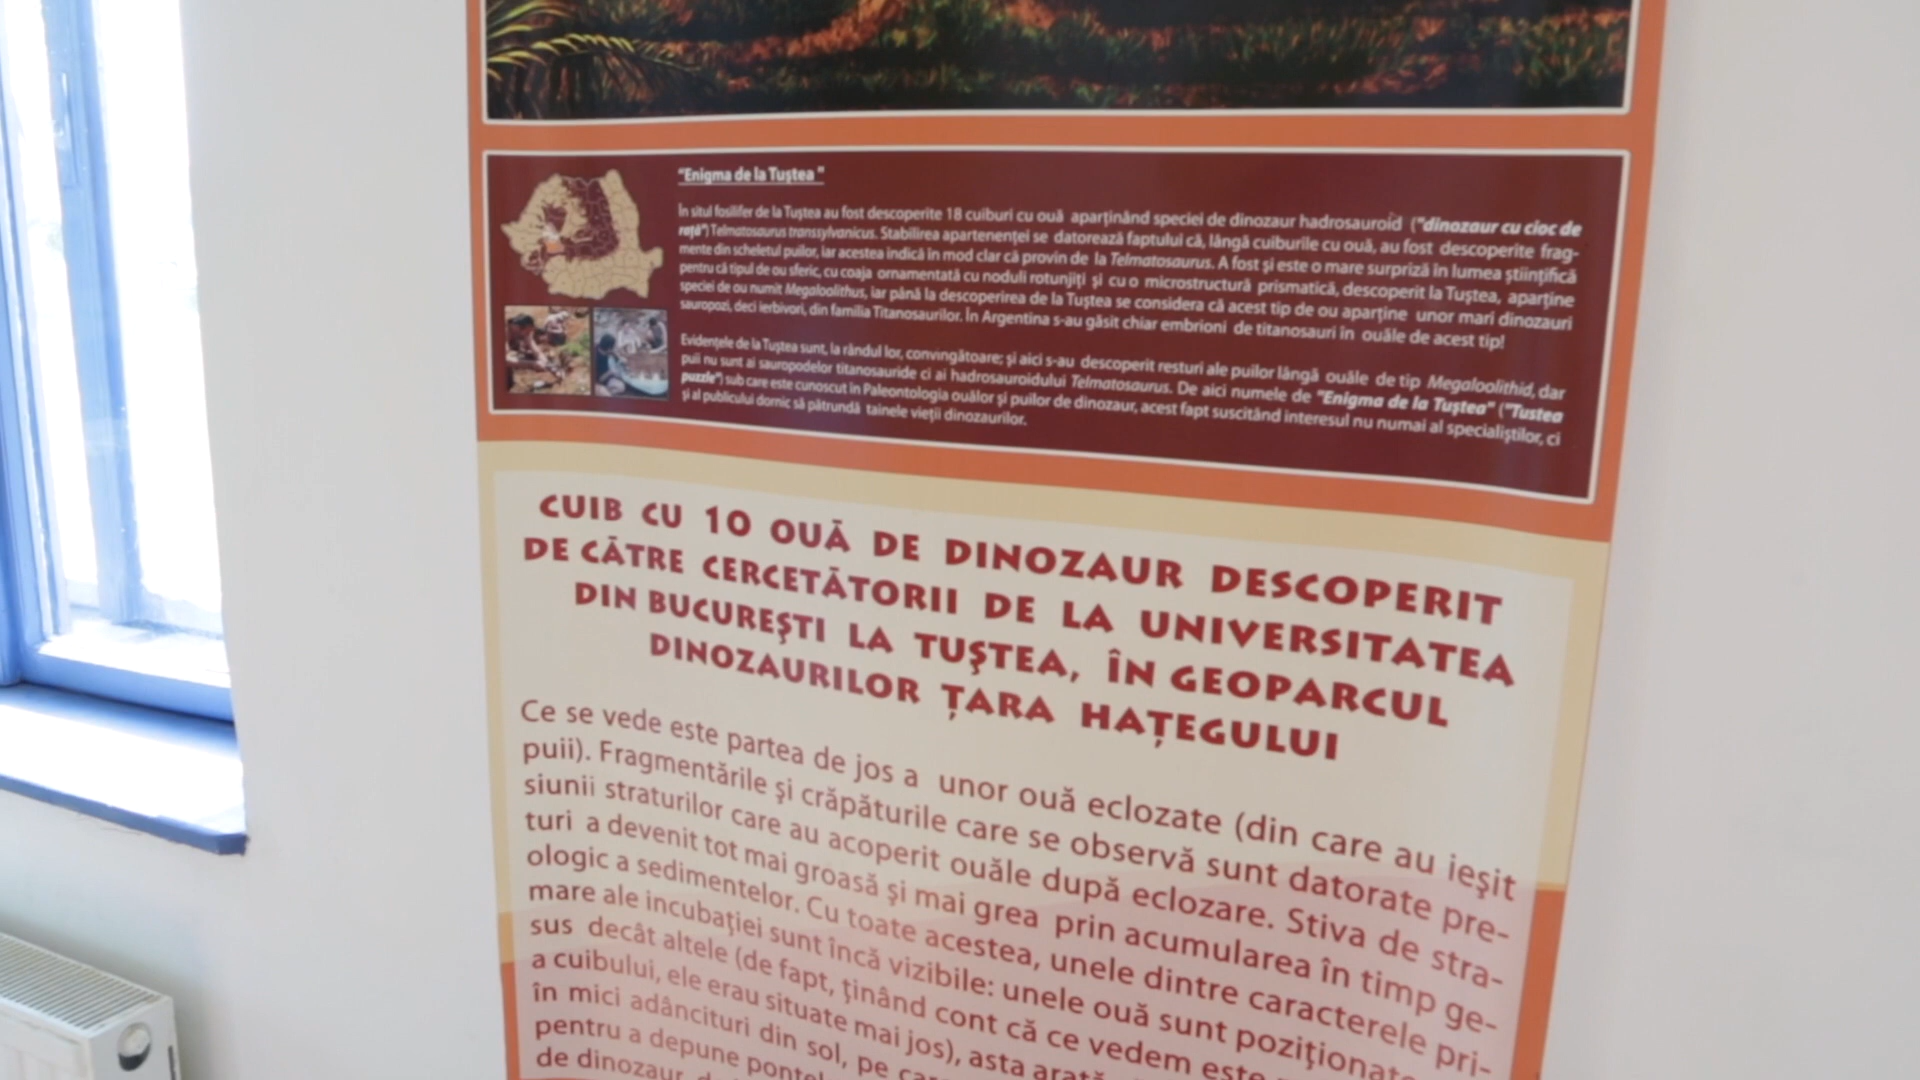 "Enigma de la Tuştea"
În situl fosilifer de la Tuştea au fost descoperite 18 cuiburi cu ouă aparţinând speciei de dinozaur hadrosauroid ("dinozaur cu cioc de
raţă") Telmatosaurus transsylvanicus. Stabilirea apartenenţei se datorează faptului că, lângă cuiburile cu ouă, au fost descoperite frag-
mente din scheletul puilor, iar acestea indică în mod clar că provin de la Telmatosaurus. A fost şi este o mare surpriză în lumea ştiinţifică
pentru că tipul de ou sferic, cu coaja ornamentată cu noduli rotunjiţi şi cu o microstructură prismatică, descoperit la Tuştea, aparţine
speciei de ou numit Megaloolithus, iar până la descoperirea de la Tuştea se considera că acest tip de ou aparţine unor mari dinozauri
sauropozi, deci ierbivori, din familia Titanosaurilor. În Argentina s-au găsit chiar embrioni de titanosauri în ouăle de acest tip!
Evidenţele de la Tuştea sunt, la rândul lor, convingătoare; şi aici s-au descoperit resturi ale puilor lângă ouăle de tip Megaloolithid, dar
puii nu sunt ai sauropodelor titanosauride ci ai hadrosauroidului Telmatosaurus. De aici numele de "Enigma de la Tuştea" ("Tustea
puzzle") sub care este cunoscut în Paleontologia ouălor şi puilor de dinozaur, acest fapt suscitând interesul nu numai al specialiştilor, ci
şi al publicului dornic să pătrundă tainele vieţii dinozaurilor.
CUIB CU 10 OUĂ DE DINOZAUR DESCOPERIT
DE CĂTRE CERCETĂTORII DE LA UNIVERSITATEA
DIN BUCUREŞTI LA TUŞTEA, ÎN GEOPARCUL
DINOZAURILOR ŢARA HAŢEGULUI
Ce se vede este partea de jos a unor ouă eclozate (din care au ieşit
puii). Fragmentările şi crăpăturile care se observă sunt datorate pre-
siunii straturilor care au acoperit ouăle după eclozare. Stiva de stra-
turi a devenit tot mai groasă şi mai grea prin acumularea în timp ge-
ologic a sedimentelor. Cu toate acestea, unele dintre caracterele pri-
mare ale incubaţiei sunt încă vizibile: unele ouă sunt poziţionate
sus decât altele (de fapt, ţinând cont că ce vedem este
a cuibului, ele erau situate mai jos), asta arată
în mici adâncituri din sol, pe
pentru a depune
de dinozaur